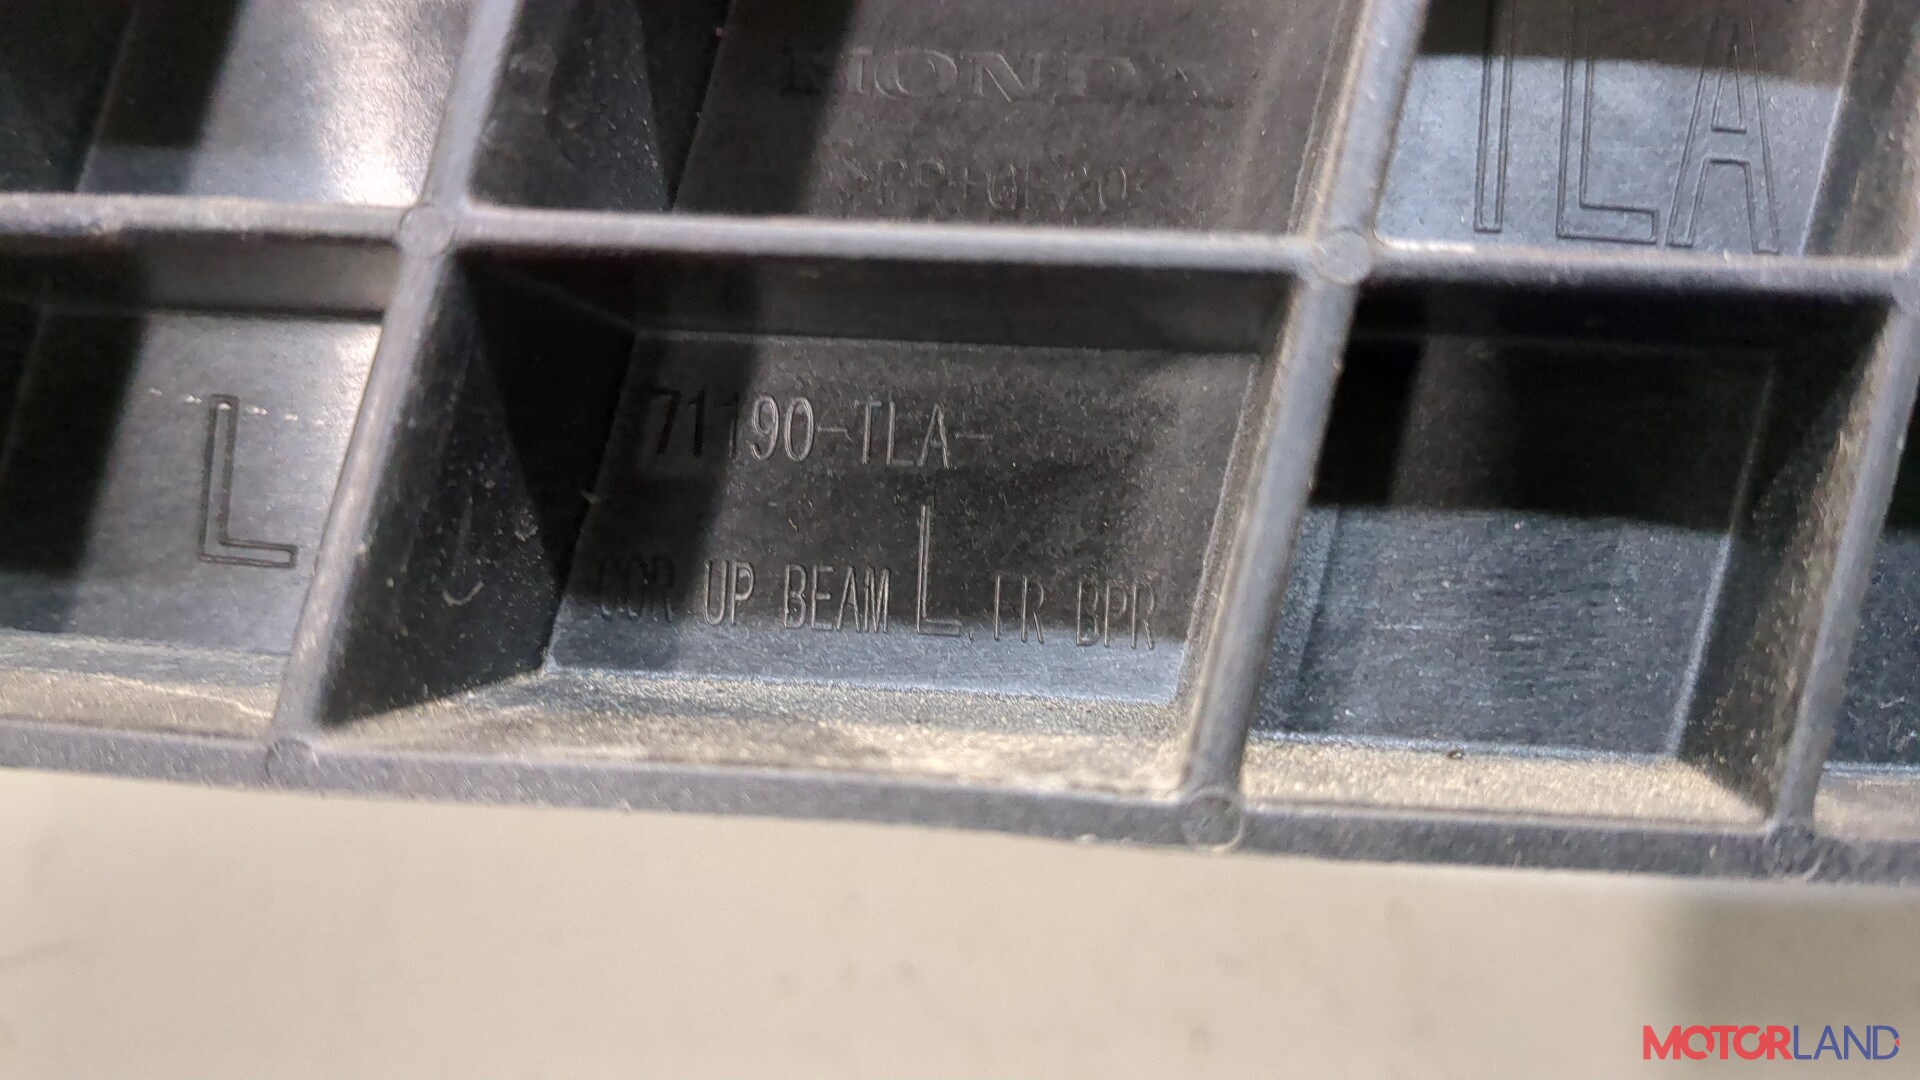 HONDA
TLA
71190-TLA-
L
COR UP BEAM L, FR BPR
MOTORLAND